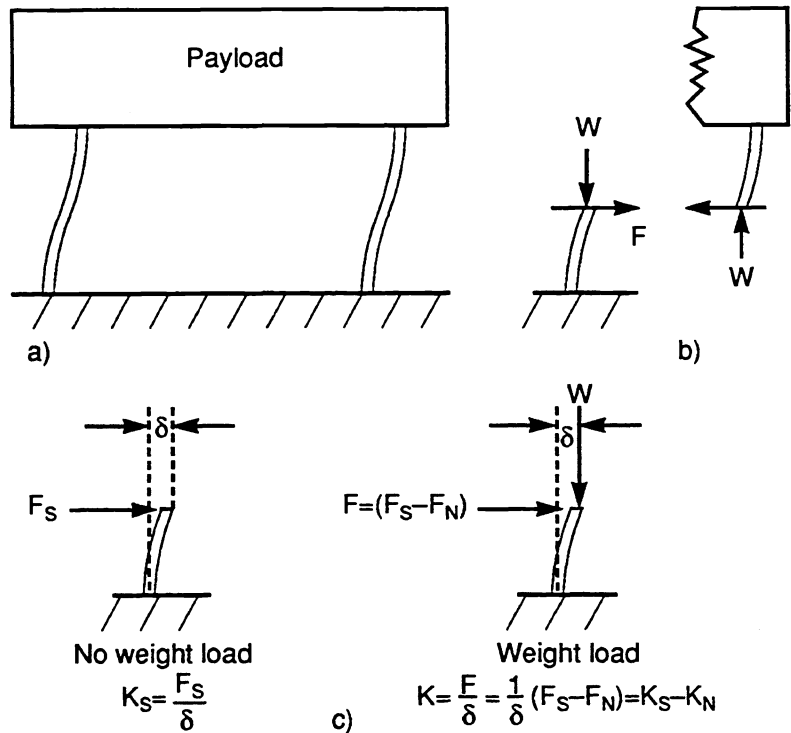 Payload
W
F
W
a)
b)
δ
F_S
No weight load
K_S = F_S/δ
W
δ
F=(F_S–F_N)
Weight load
K = F/δ = 1/δ (F_S–F_N)=K_S–K_N
c)